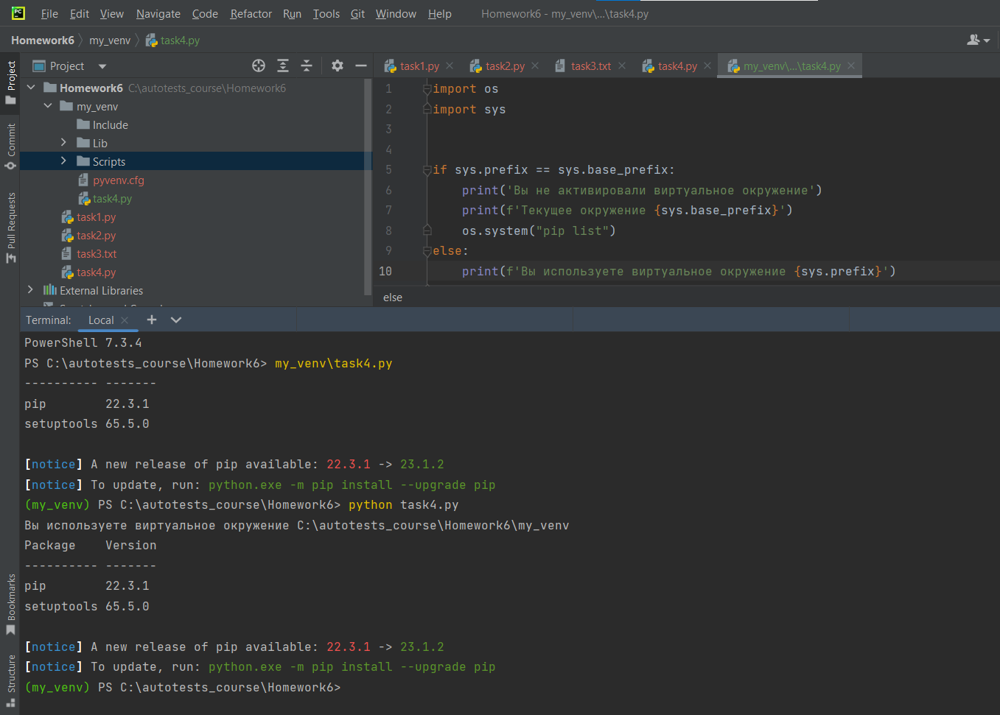 PC
File Edit View Navigate Code Refactor Run Tools Git Window Help Homework6 - my_venv\...\task4.py
Homework6 my_venv task4.py
Project
Commit
Pull Requests
Bookmarks
Structure
Project
Homework6 C:\autotests_course\Homework6
my_venv
Include
Lib
Scripts
pyvenv.cfg
task4.py
task1.py
task2.py
task3.txt
task4.py
External Libraries
task1.py task2.py task3.txt task4.py my_venv\...\task4.py
1 import os
2 import sys
3
4
5 if sys.prefix == sys.base_prefix:
6 print('Вы не активировали виртуальное окружение')
7 print(f'Текущее окружение {sys.base_prefix}')
8 os.system("pip list")
9 else:
10 print(f'Вы используете виртуальное окружение {sys.prefix}')
else
Terminal: Local
PowerShell 7.3.4
PS C:\autotests_course\Homework6> my_venv\task4.py
---------- -------
pip 22.3.1
setuptools 65.5.0
[notice] A new release of pip available: 22.3.1 -> 23.1.2
[notice] To update, run: python.exe -m pip install --upgrade pip
(my_venv) PS C:\autotests_course\Homework6> python task4.py
Вы используете виртуальное окружение C:\autotests_course\Homework6\my_venv
Package Version
---------- -------
pip 22.3.1
setuptools 65.5.0
[notice] A new release of pip available: 22.3.1 -> 23.1.2
[notice] To update, run: python.exe -m pip install --upgrade pip
(my_venv) PS C:\autotests_course\Homework6>